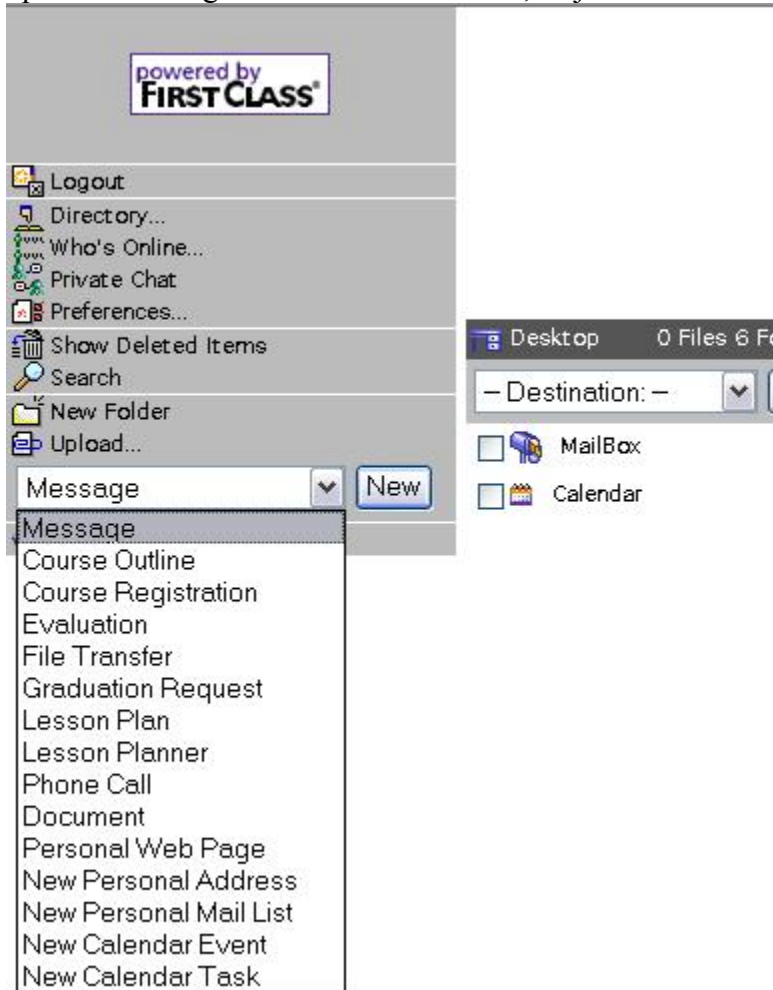 powered by
FIRSTCLASS®
Logout
Directory...
Who's Online...
Private Chat
Preferences...
Show Deleted Items
Search
New Folder
Upload...
Message
New
Message
Course Outline
Course Registration
Evaluation
File Transfer
Graduation Request
Lesson Plan
Lesson Planner
Phone Call
Document
Personal Web Page
New Personal Address
New Personal Mail List
New Calendar Event
New Calendar Task
Desktop 0 Files 6
– Destination: –
MailBox
Calendar